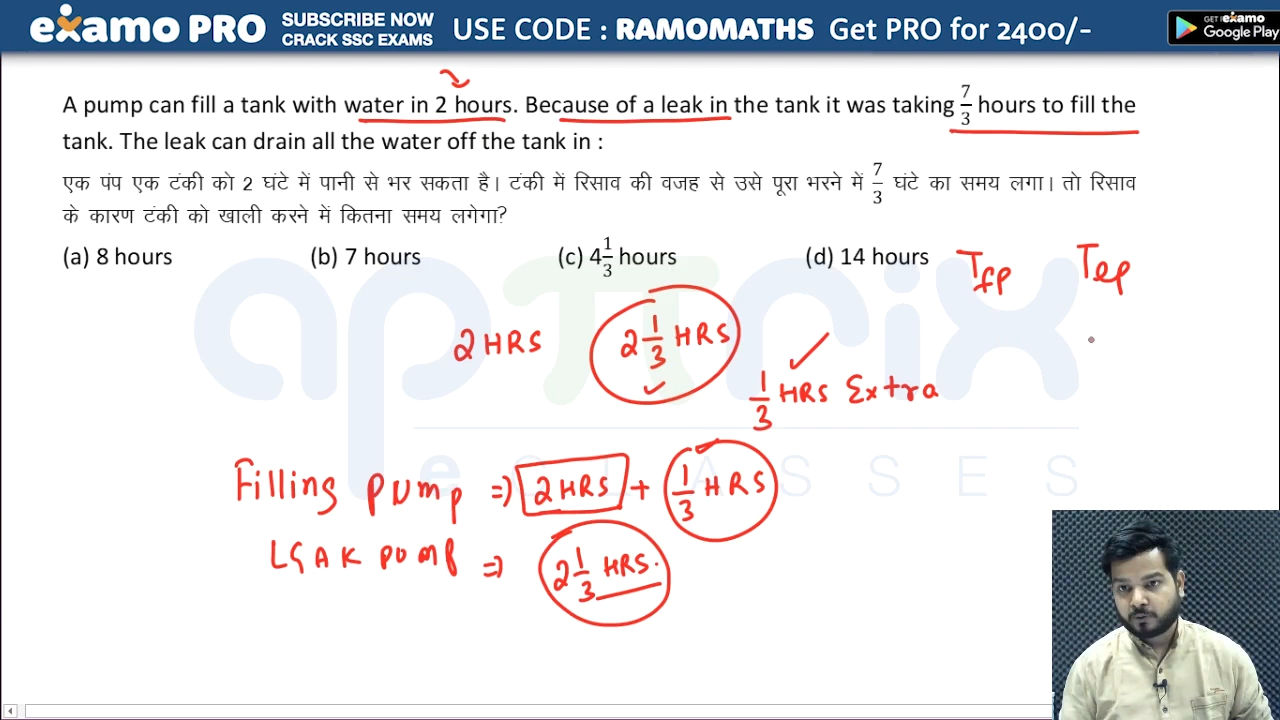 examo PRO SUBSCRIBE NOW CRACK SSC EXAMS USE CODE : RAMOMATHS Get PRO for 2400/- GET IT ON examo Google Play
A pump can fill a tank with water in 2 hours. Because of a leak in the tank it was taking 7/3 hours to fill the
tank. The leak can drain all the water off the tank in :
एक पंप एक टंकी को 2 घंटे में पानी से भर सकता है। टंकी में रिसाव की वजह से उसे पूरा भरने में 7/3 घंटे का समय लगा। तो रिसाव
के कारण टंकी को खाली करने में कितना समय लगेगा?
(a) 8 hours (b) 7 hours (c) 4 1/3 hours (d) 14 hours
Tfp Tep
2 HRS 2 1/3 HRS
1/3 HRS Extra
apπtrix
e CLASSES
Filling pump => 2 HRS + 1/3 HRS
LEAK PUMP => 2 1/3 HRS.